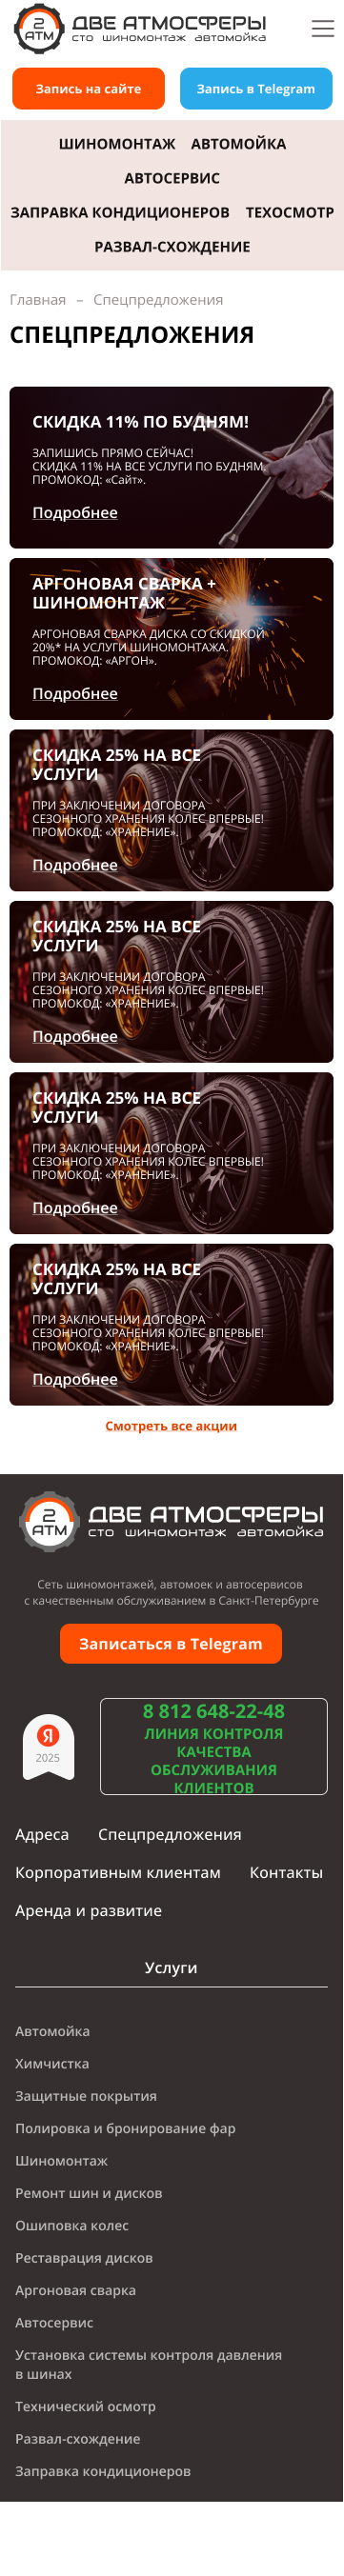 2 ATM
ДВЕ АТМОСФЕРЫ
сто шиномонтаж автомойка
Запись на сайте
Запись в Telegram
ШИНОМОНТАЖ АВТОМОЙКА
АВТОСЕРВИС
ЗАПРАВКА КОНДИЦИОНЕРОВ ТЕХОСМОТР
РАЗВАЛ-СХОЖДЕНИЕ
Главная – Спецпредложения
СПЕЦПРЕДЛОЖЕНИЯ
СКИДКА 11% ПО БУДНЯМ!
ЗАПИШИСЬ ПРЯМО СЕЙЧАС!
СКИДКА 11% НА ВСЕ УСЛУГИ ПО БУДНЯМ.
ПРОМОКОД: «Сайт».
Подробнее
АРГОНОВАЯ СВАРКА +
ШИНОМОНТАЖ
АРГОНОВАЯ СВАРКА ДИСКА СО СКИДКОЙ
20%* НА УСЛУГИ ШИНОМОНТАЖА.
ПРОМОКОД: «АРГОН».
Подробнее
СКИДКА 25% НА ВСЕ
УСЛУГИ
ПРИ ЗАКЛЮЧЕНИИ ДОГОВОРА
СЕЗОННОГО ХРАНЕНИЯ КОЛЕС ВПЕРВЫЕ!
ПРОМОКОД: «ХРАНЕНИЕ».
Подробнее
СКИДКА 25% НА ВСЕ
УСЛУГИ
ПРИ ЗАКЛЮЧЕНИИ ДОГОВОРА
СЕЗОННОГО ХРАНЕНИЯ КОЛЕС ВПЕРВЫЕ!
ПРОМОКОД: «ХРАНЕНИЕ».
Подробнее
СКИДКА 25% НА ВСЕ
УСЛУГИ
ПРИ ЗАКЛЮЧЕНИИ ДОГОВОРА
СЕЗОННОГО ХРАНЕНИЯ КОЛЕС ВПЕРВЫЕ!
ПРОМОКОД: «ХРАНЕНИЕ».
Подробнее
СКИДКА 25% НА ВСЕ
УСЛУГИ
ПРИ ЗАКЛЮЧЕНИИ ДОГОВОРА
СЕЗОННОГО ХРАНЕНИЯ КОЛЕС ВПЕРВЫЕ!
ПРОМОКОД: «ХРАНЕНИЕ».
Подробнее
Смотреть все акции
2 ATM
ДВЕ АТМОСФЕРЫ
сто шиномонтаж автомойка
Сеть шиномонтажей, автомоек и автосервисов
с качественным обслуживанием в Санкт-Петербурге
Записаться в Telegram
Я
2025
8 812 648-22-48
ЛИНИЯ КОНТРОЛЯ
КАЧЕСТВА
ОБСЛУЖИВАНИЯ
КЛИЕНТОВ
Адреса Спецпредложения
Корпоративным клиентам Контакты
Аренда и развитие
Услуги
Автомойка
Химчистка
Защитные покрытия
Полировка и бронирование фар
Шиномонтаж
Ремонт шин и дисков
Ошиповка колес
Реставрация дисков
Аргоновая сварка
Автосервис
Установка системы контроля давления
в шинах
Технический осмотр
Развал-схождение
Заправка кондиционеров